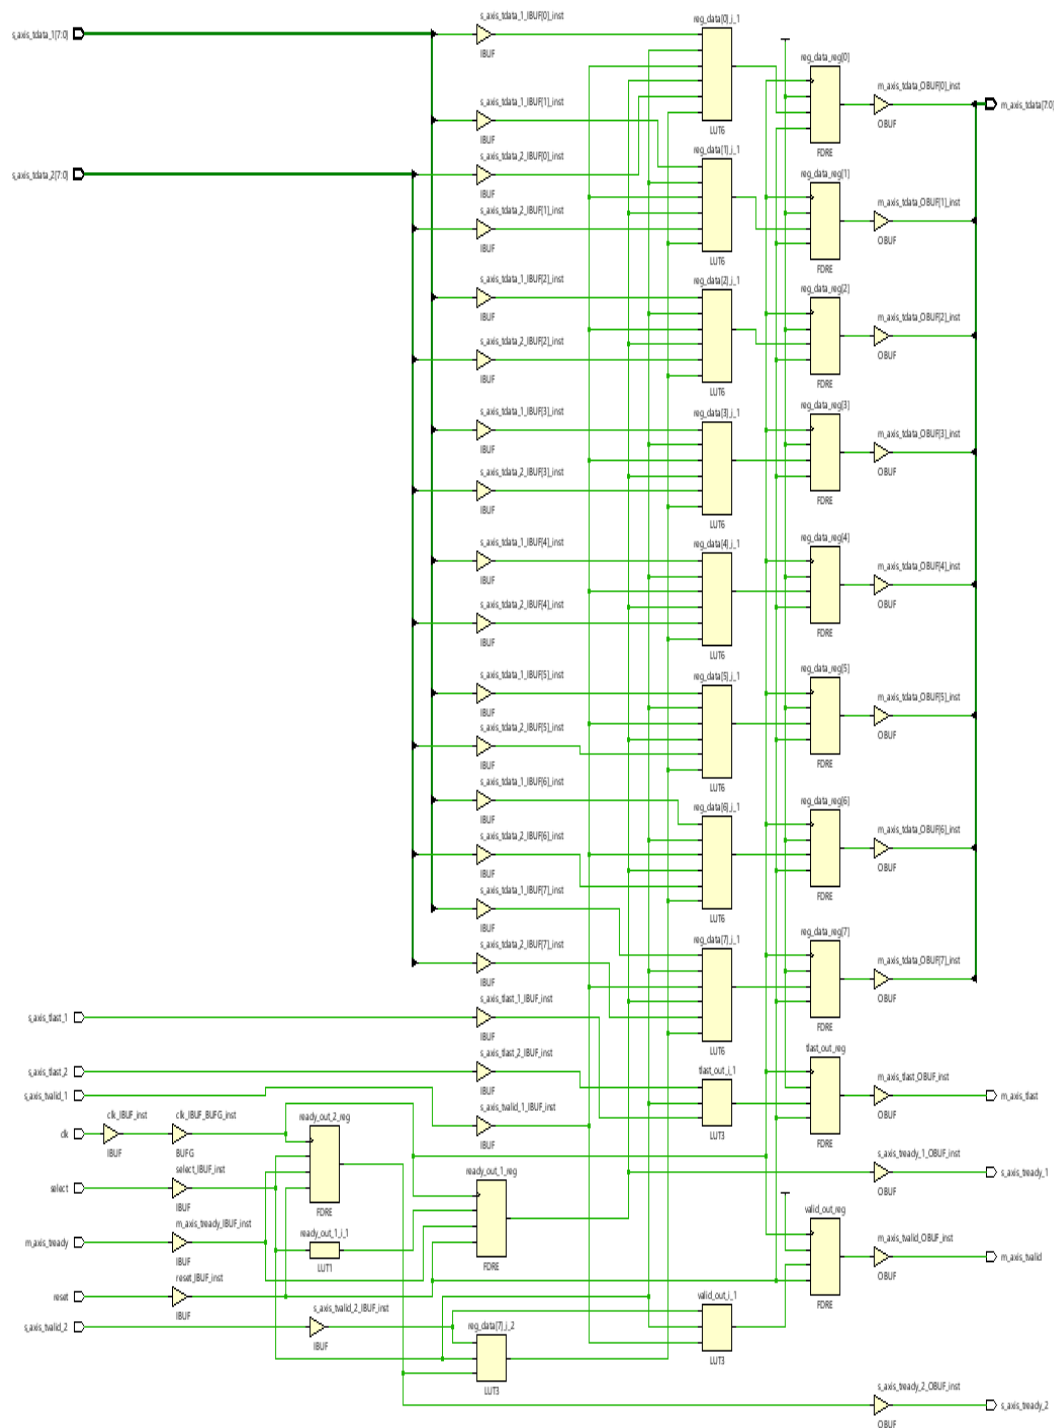 s_axis_tdata_1[7:0]
s_axis_tdata_1_IBUF[0]_inst
IBUF
reg_data[0]_i_1
LUT6
reg_data_reg[0]
FDRE
m_axis_tdata_OBUF[0]_inst
OBUF
m_axis_tdata[7:0]
s_axis_tdata_1_IBUF[1]_inst
IBUF
s_axis_tdata_2[7:0]
s_axis_tdata_2_IBUF[0]_inst
IBUF
s_axis_tdata_2_IBUF[1]_inst
IBUF
reg_data[1]_i_1
LUT6
reg_data_reg[1]
FDRE
m_axis_tdata_OBUF[1]_inst
OBUF
s_axis_tdata_1_IBUF[2]_inst
IBUF
s_axis_tdata_2_IBUF[2]_inst
IBUF
reg_data[2]_i_1
LUT6
reg_data_reg[2]
FDRE
m_axis_tdata_OBUF[2]_inst
OBUF
s_axis_tdata_1_IBUF[3]_inst
IBUF
s_axis_tdata_2_IBUF[3]_inst
IBUF
reg_data[3]_i_1
LUT6
reg_data_reg[3]
FDRE
m_axis_tdata_OBUF[3]_inst
OBUF
s_axis_tdata_1_IBUF[4]_inst
IBUF
s_axis_tdata_2_IBUF[4]_inst
IBUF
reg_data[4]_i_1
LUT6
reg_data_reg[4]
FDRE
m_axis_tdata_OBUF[4]_inst
OBUF
s_axis_tdata_1_IBUF[5]_inst
IBUF
s_axis_tdata_2_IBUF[5]_inst
IBUF
reg_data[5]_i_1
LUT6
reg_data_reg[5]
FDRE
m_axis_tdata_OBUF[5]_inst
OBUF
s_axis_tdata_1_IBUF[6]_inst
IBUF
s_axis_tdata_2_IBUF[6]_inst
IBUF
reg_data[6]_i_1
LUT6
reg_data_reg[6]
FDRE
m_axis_tdata_OBUF[6]_inst
OBUF
s_axis_tdata_1_IBUF[7]_inst
IBUF
s_axis_tdata_2_IBUF[7]_inst
IBUF
reg_data[7]_i_1
LUT6
reg_data_reg[7]
FDRE
m_axis_tdata_OBUF[7]_inst
OBUF
s_axis_tlast_1
s_axis_tlast_1_IBUF_inst
IBUF
s_axis_tlast_2
s_axis_tlast_2_IBUF_inst
IBUF
tlast_out_i_1
LUT3
tlast_out_reg
FDRE
m_axis_tlast_OBUF_inst
OBUF
m_axis_tlast
s_axis_tvalid_1
s_axis_tvalid_1_IBUF_inst
IBUF
clk
clk_IBUF_inst
IBUF
clk_IBUF_BUFG_inst
BUFG
ready_out_2_reg
FDRE
select
select_IBUF_inst
IBUF
ready_out_1_reg
FDRE
s_axis_tready_1_OBUF_inst
OBUF
s_axis_tready_1
m_axis_tready
m_axis_tready_IBUF_inst
IBUF
ready_out_1_i_1
LUT1
valid_out_reg
FDRE
m_axis_tvalid_OBUF_inst
OBUF
m_axis_tvalid
reset
reset_IBUF_inst
IBUF
s_axis_tvalid_2
s_axis_tvalid_2_IBUF_inst
IBUF
reg_data[7]_i_2
LUT3
valid_out_i_1
LUT3
s_axis_tready_2_OBUF_inst
OBUF
s_axis_tready_2